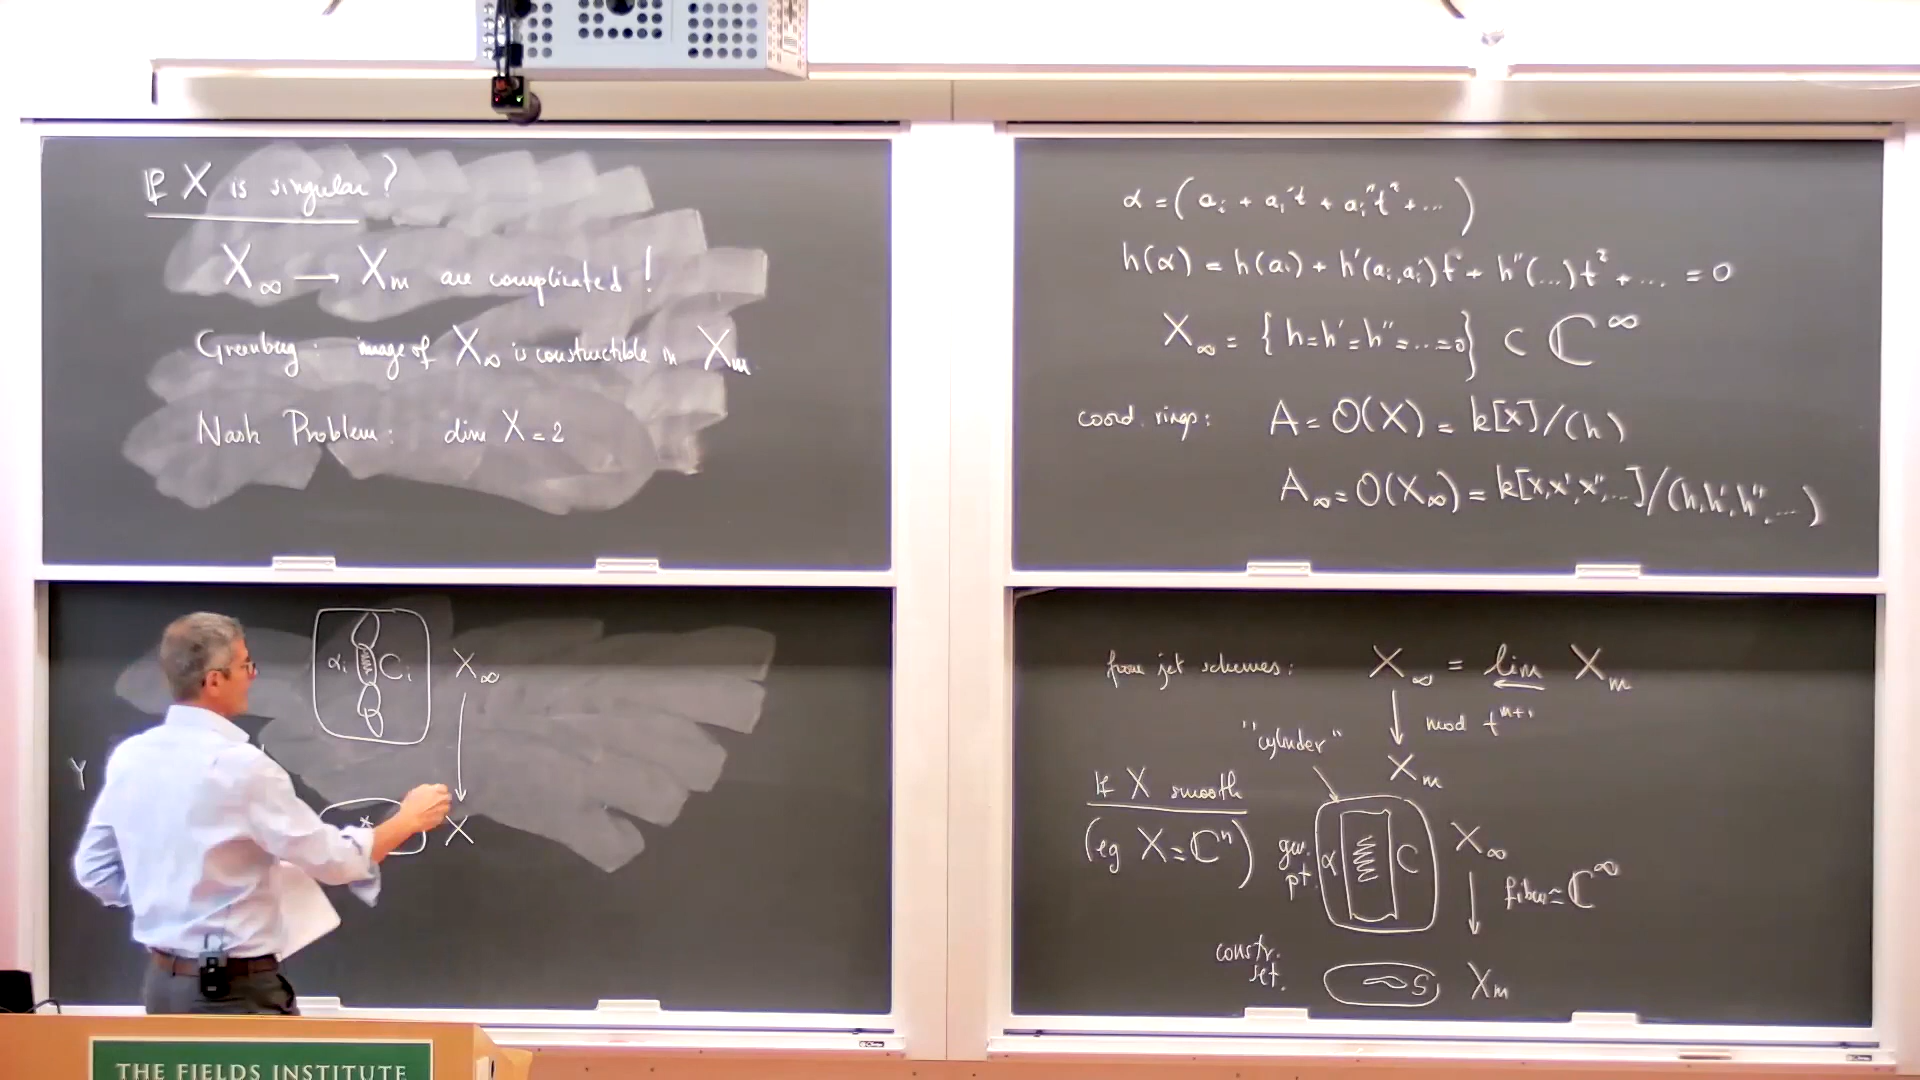 If X is singular?
X∞ → Xm are complicated!
Greenberg: image of X∞ is constructible in Xm.
Nash Problem: dim X = 2
αi Ci X∞
↓
Y
* X
α = (ai + ai't + ai''t² + ...)
h(α) = h(ai) + h'(ai,ai')t + h''(...)t² + ... = 0
X∞ = {h=h'=h''=...=0} ⊂ ℂ^∞
coord. rings: A = O(X) = k[x]/(h)
A∞ = O(X∞) = k[x,x',x'',...]/(h,h',h'',...)
from jet schemes: X∞ = lim← Xm
↓ mod t^{m+1}
"cylinder"
Xm
If X smooth
(eg X = ℂⁿ) gen. pt. α C X∞
↓ fiber ≃ ℂ^∞
constr. set. S Xm
THE FIELDS INSTITUTE